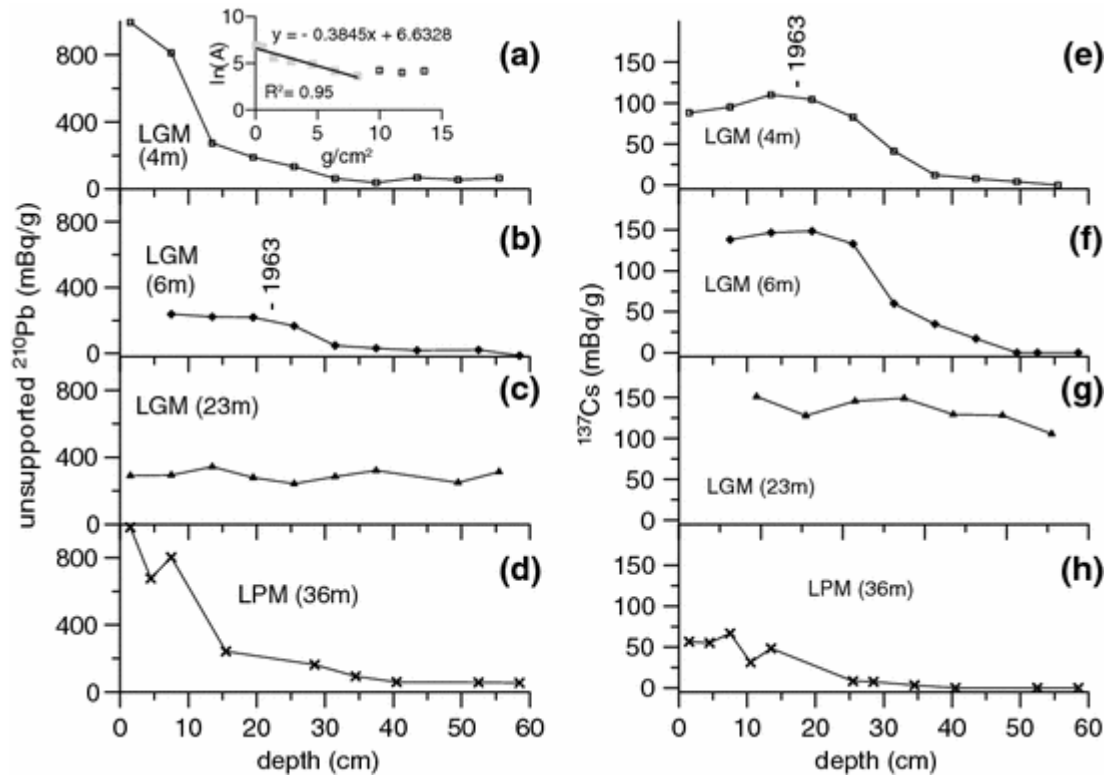 800
400
0
LGM
(4m)
(a)
10
5
0
ln(A)
y = - 0.3845x + 6.6328
R²= 0.95
0 5 10 15
g/cm²
800
400
0
LGM
(6m)
- 1963
(b)
800
400
0
LGM (23m)
(c)
800
400
0
LPM (36m)
(d)
0 10 20 30 40 50 60
depth (cm)
unsupported ²¹⁰Pb (mBq/g)
150
100
50
0
- 1963
LGM (4m)
(e)
150
100
50
0
LGM (6m)
(f)
150
100
50
0
LGM (23m)
(g)
150
100
50
0
LPM (36m)
(h)
0 10 20 30 40 50 60
depth (cm)
¹³⁷Cs (mBq/g)